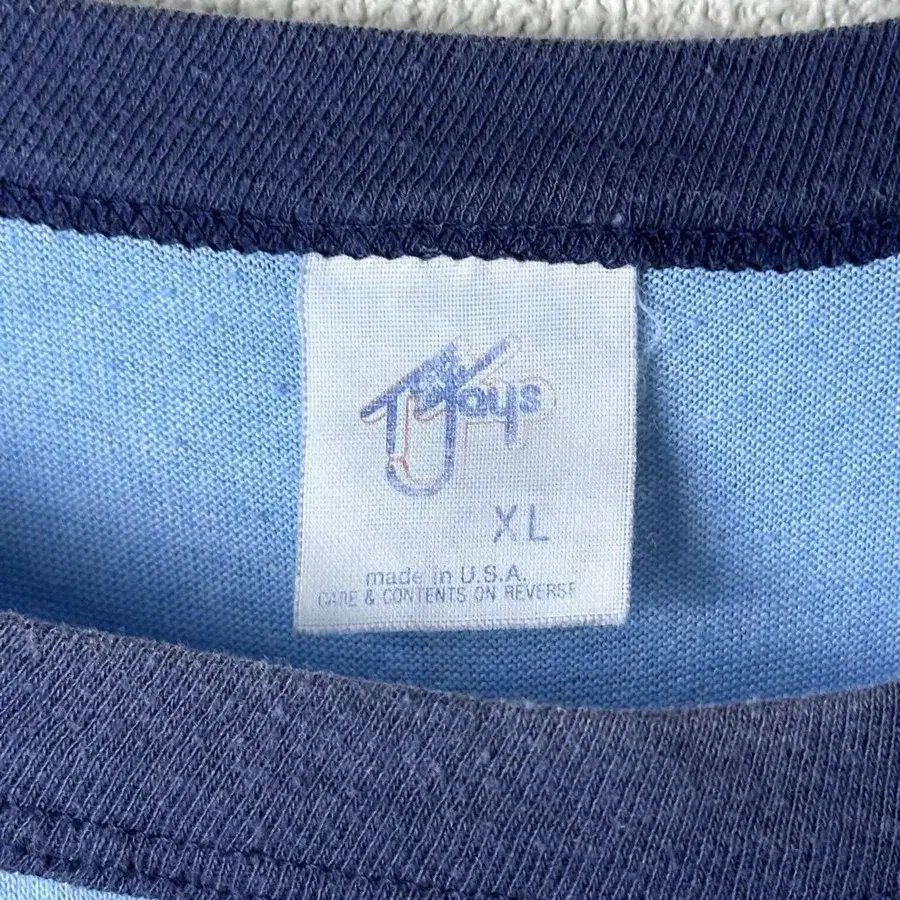 Jays
XL
made in U.S.A.
CARE & CONTENTS ON REVERSE